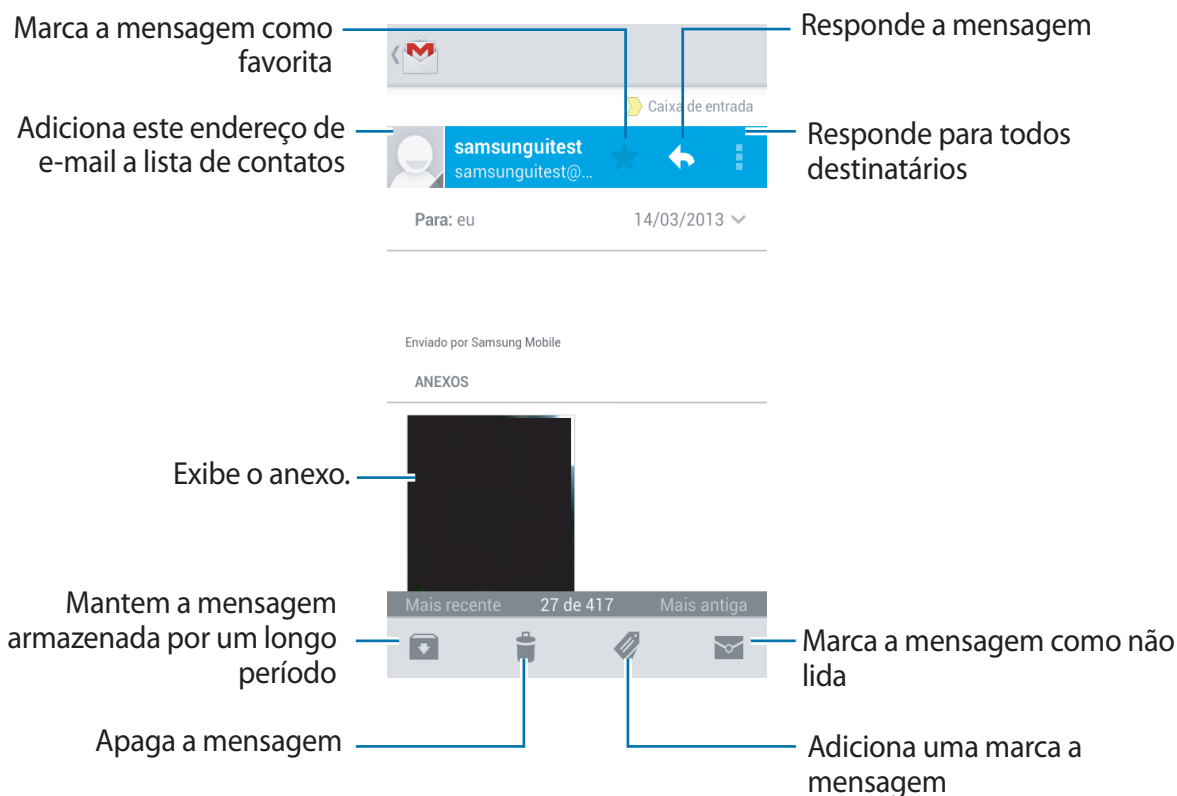 Marca a mensagem como
favorita
Responde a mensagem
Caixa de entrada
Adiciona este endereço de
e-mail a lista de contatos
samsunguitest
samsunguitest@...
Responde para todos
destinatários
Para: eu
14/03/2013
Enviado por Samsung Mobile
ANEXOS
Exibe o anexo.
Mais recente
27 de 417
Mais antiga
Mantem a mensagem
armazenada por um longo
período
Marca a mensagem como não
lida
Apaga a mensagem
Adiciona uma marca a
mensagem